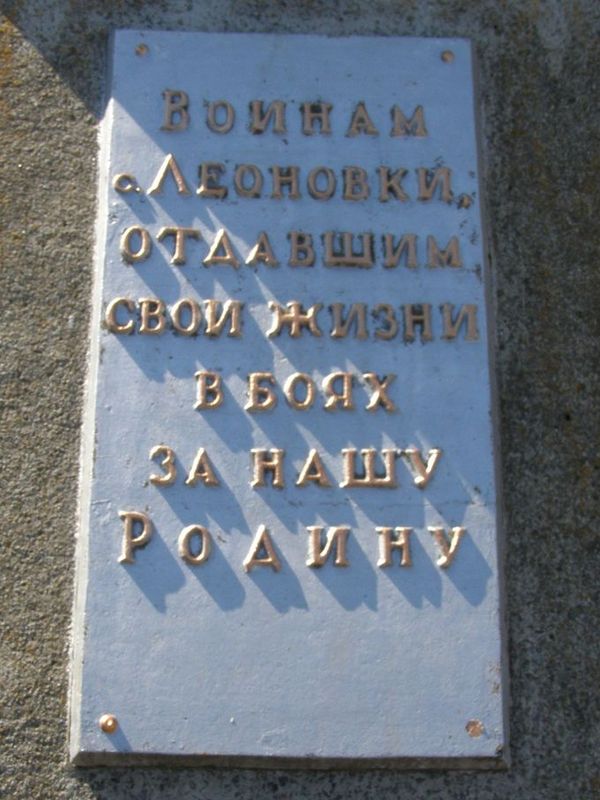 Воинам
с. Леоновки,
отдавшим
свои жизни
в боях
за нашу
Родину